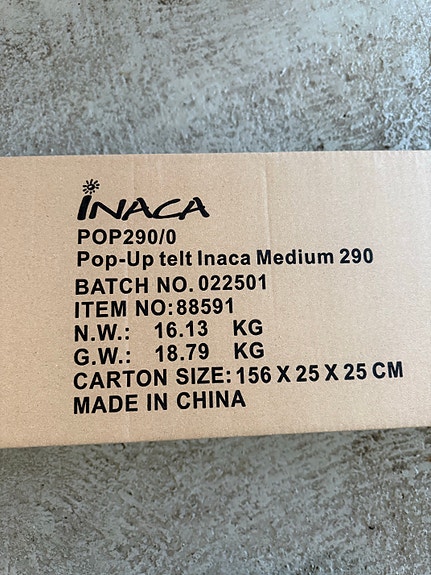 INACA
POP290/0
Pop-Up telt Inaca Medium 290
BATCH NO. 022501
ITEM NO:88591
N.W.: 16.13 KG
G.W.: 18.79 KG
CARTON SIZE: 156 X 25 X 25 CM
MADE IN CHINA